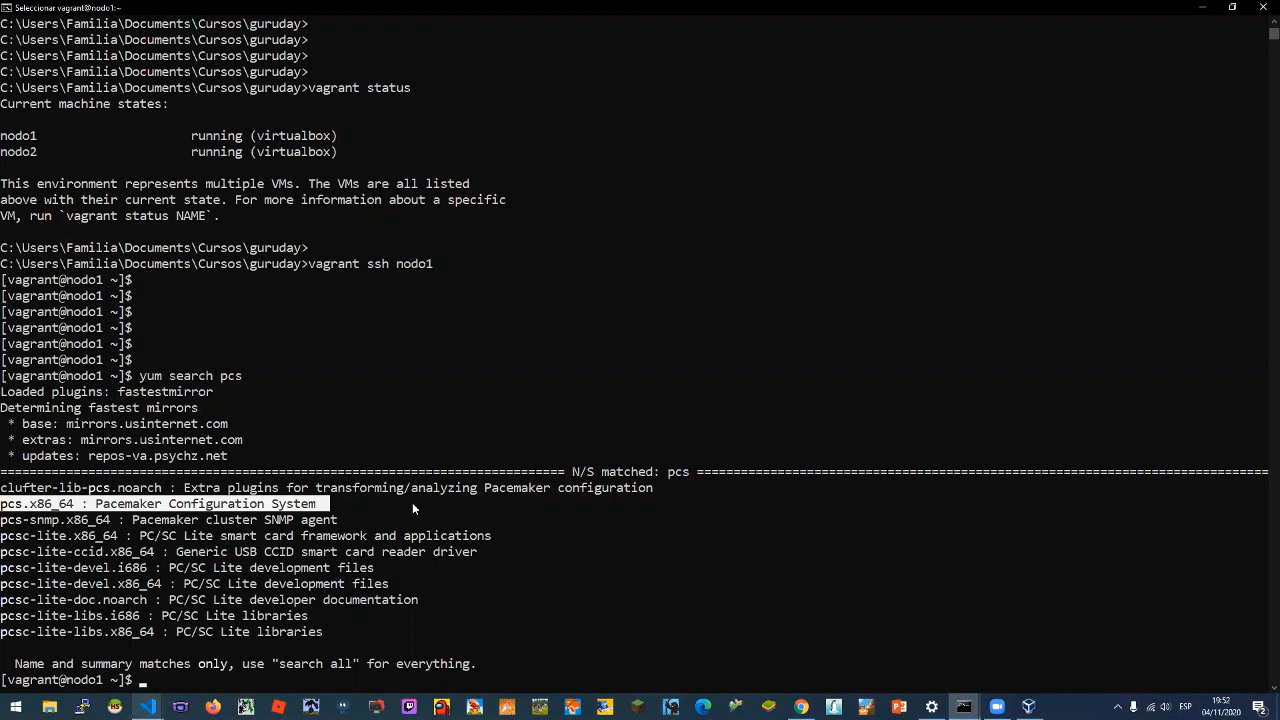 Seleccionar vagrant@nodo1:~
C:\Users\Familia\Documents\Cursos\guruday>
C:\Users\Familia\Documents\Cursos\guruday>
C:\Users\Familia\Documents\Cursos\guruday>
C:\Users\Familia\Documents\Cursos\guruday>
C:\Users\Familia\Documents\Cursos\guruday>vagrant status
Current machine states:
nodo1                     running (virtualbox)
nodo2                     running (virtualbox)
This environment represents multiple VMs. The VMs are all listed
above with their current state. For more information about a specific
VM, run `vagrant status NAME`.
C:\Users\Familia\Documents\Cursos\guruday>
C:\Users\Familia\Documents\Cursos\guruday>vagrant ssh nodo1
[vagrant@nodo1 ~]$
[vagrant@nodo1 ~]$
[vagrant@nodo1 ~]$
[vagrant@nodo1 ~]$
[vagrant@nodo1 ~]$
[vagrant@nodo1 ~]$
[vagrant@nodo1 ~]$ yum search pcs
Loaded plugins: fastestmirror
Determining fastest mirrors
 * base: mirrors.usinternet.com
 * extras: mirrors.usinternet.com
 * updates: repos-va.psychz.net
============================================================================= N/S matched: pcs ==============================================================================
clufter-lib-pcs.noarch : Extra plugins for transforming/analyzing Pacemaker configuration
pcs.x86_64 : Pacemaker Configuration System
pcs-snmp.x86_64 : Pacemaker cluster SNMP agent
pcsc-lite.x86_64 : PC/SC Lite smart card framework and applications
pcsc-lite-ccid.x86_64 : Generic USB CCID smart card reader driver
pcsc-lite-devel.i686 : PC/SC Lite development files
pcsc-lite-devel.x86_64 : PC/SC Lite development files
pcsc-lite-doc.noarch : PC/SC Lite developer documentation
pcsc-lite-libs.i686 : PC/SC Lite libraries
pcsc-lite-libs.x86_64 : PC/SC Lite libraries
  Name and summary matches only, use "search all" for everything.
[vagrant@nodo1 ~]$
ESP
19:52
04/11/2020